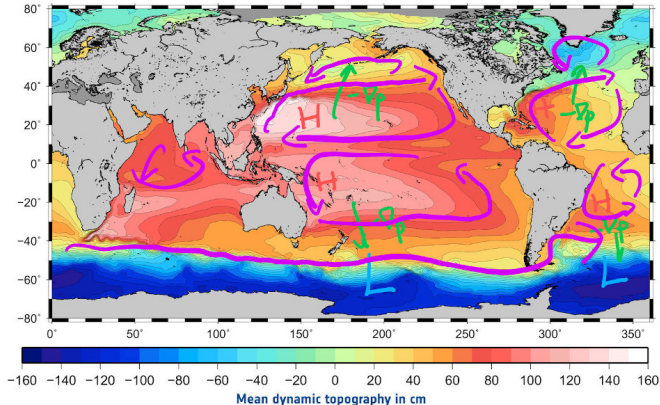 80°
60°
40°
20°
0°
−20°
−40°
−60°
−80°
−∇p
−∇p
H
H
H
H
−∇p
−∇p
L
L
0° 50° 100° 150° 200° 250° 300° 350°
−160 −140 −120 −100 −80 −60 −40 −20 0 20 40 60 80 100 120 140 160
Mean dynamic topography in cm